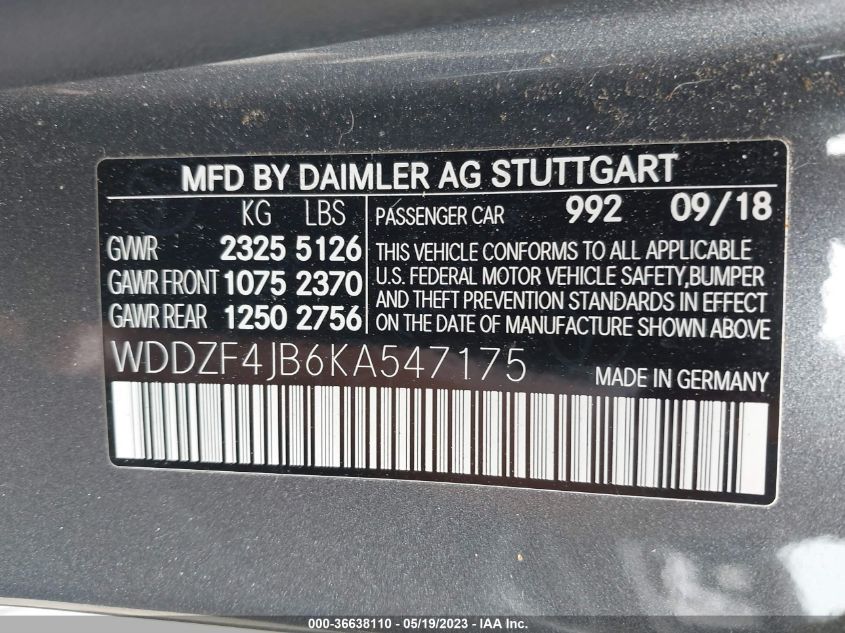 MFD BY DAIMLER AG STUTTGART
KG LBS
GVWR 2325 5126
GAWR FRONT 1075 2370
GAWR REAR 1250 2756
PASSENGER CAR 992 09/18
THIS VEHICLE CONFORMS TO ALL APPLICABLE
U.S. FEDERAL MOTOR VEHICLE SAFETY,BUMPER
AND THEFT PREVENTION STANDARDS IN EFFECT
ON THE DATE OF MANUFACTURE SHOWN ABOVE
WDDZF4JB6KA547175
MADE IN GERMANY
000-36638110 - 05/19/2023 - IAA Inc.